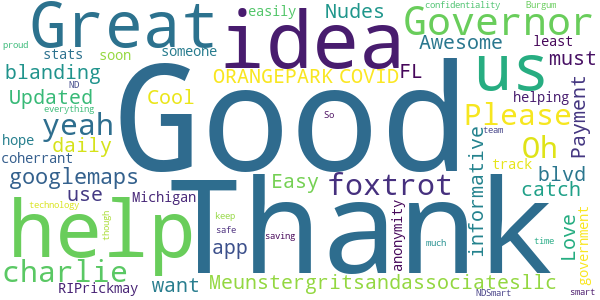 Great
idea
Nudes
easily
confidentiality
Burgum
Governor
proud
stats
soon
someone
Awesome
least
must
blanding
ND
ORANGEPARK
COVID
FL
us
helping
Updated
Cool
Good
So
Please
Payment
everything
yeah
team
hope
daily
Oh
coherrant
track
googlemaps
Easy
foxtrot
informative
blvd
use
Michigan
catch
Thank
technology
though
keep
anonymity
help
safe
app
much
time
Love
government
saving
charlie
want
Meunstergritsandassociatesllc
RIPrickmay
NDSmart
smart